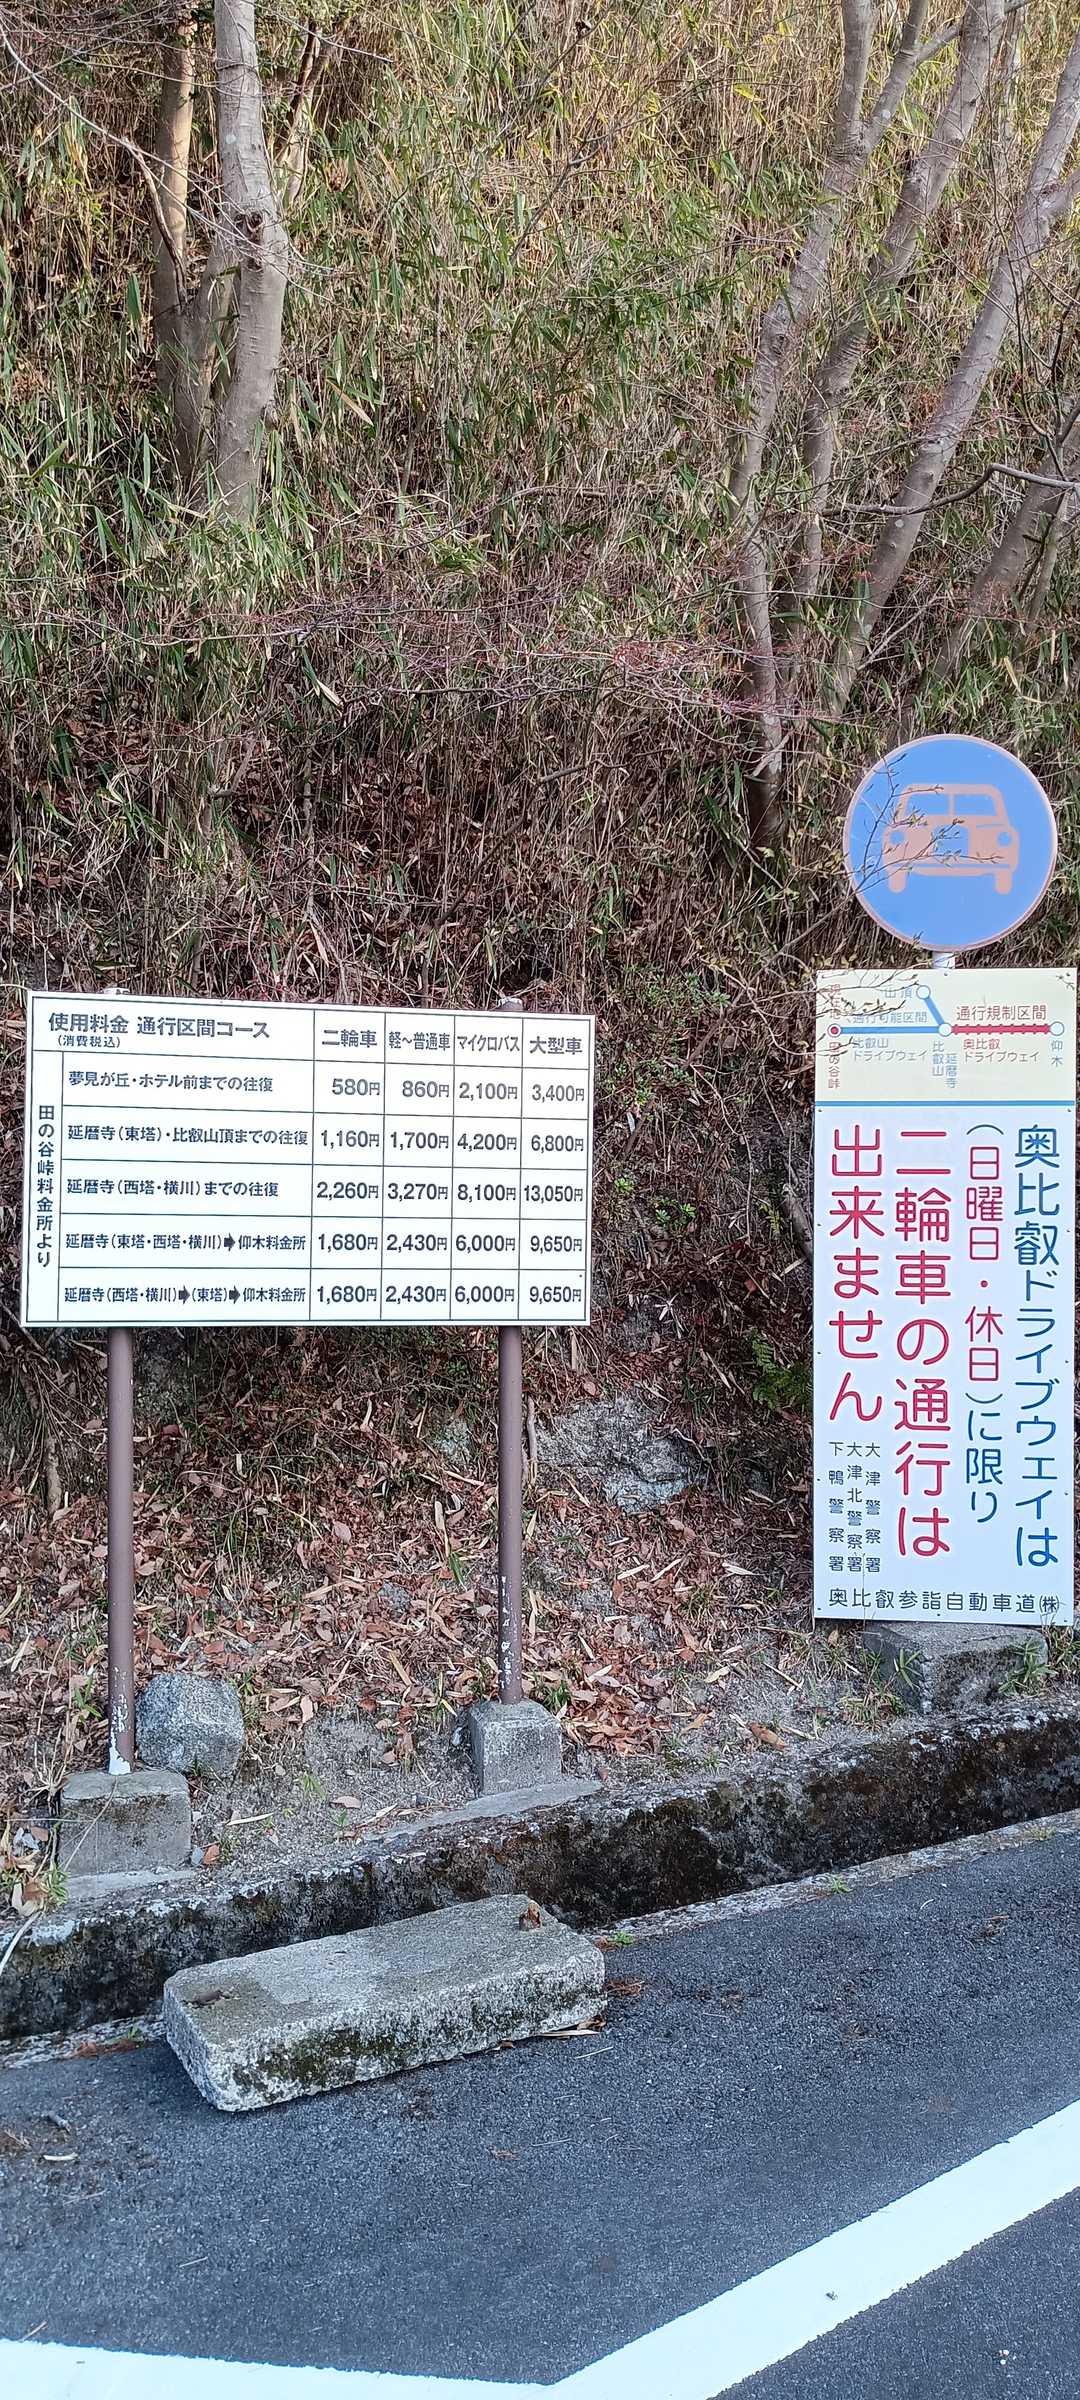 使用料金 通行区間コース
(消費税込)
二輪車 軽〜普通車 マイクロバス 大型車
田の谷峠料金所より
夢見が丘・ホテル前までの往復 580円 860円 2,100円 3,400円
延暦寺(東塔)・比叡山頂までの往復 1,160円 1,700円 4,200円 6,800円
延暦寺(西塔・横川)までの往復 2,260円 3,270円 8,100円 13,050円
延暦寺(東塔・西塔・横川)➡仰木料金所 1,680円 2,430円 6,000円 9,650円
延暦寺(西塔・横川)➡(東塔)➡仰木料金所 1,680円 2,430円 6,000円 9,650円
山頂
現在地
田の谷峠
通行可能区間
比叡山
ドライブウェイ
比叡山
延暦寺
通行規制区間
奥比叡
ドライブウェイ
仰木
奥比叡ドライブウエイは
(日曜日・休日)に限り
二輪車の通行は
出来ません
大津警察署
大津北警察署
下鴨警察署
奥比叡参詣自動車道㈱